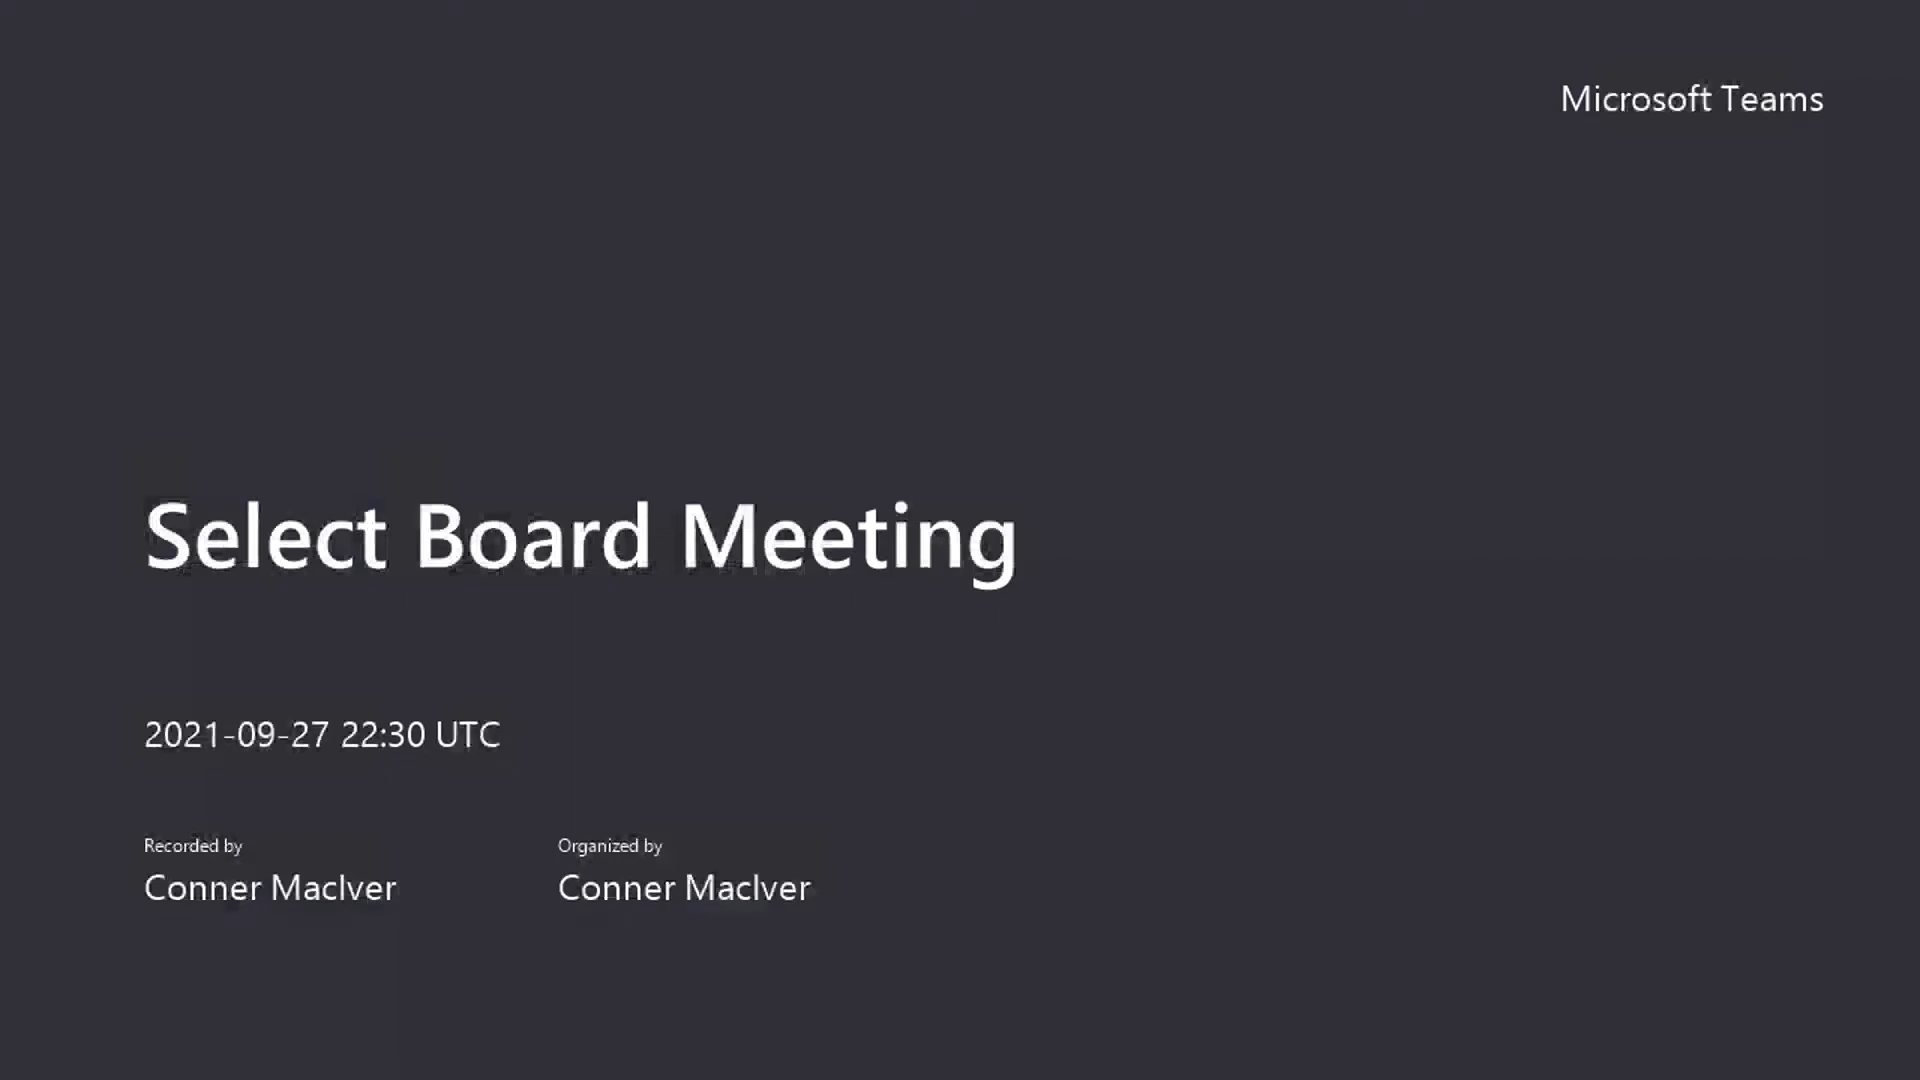 Microsoft Teams
Select Board Meeting
2021-09-27 22:30 UTC
Recorded by
Organized by
Conner MacIver
Conner MacIver